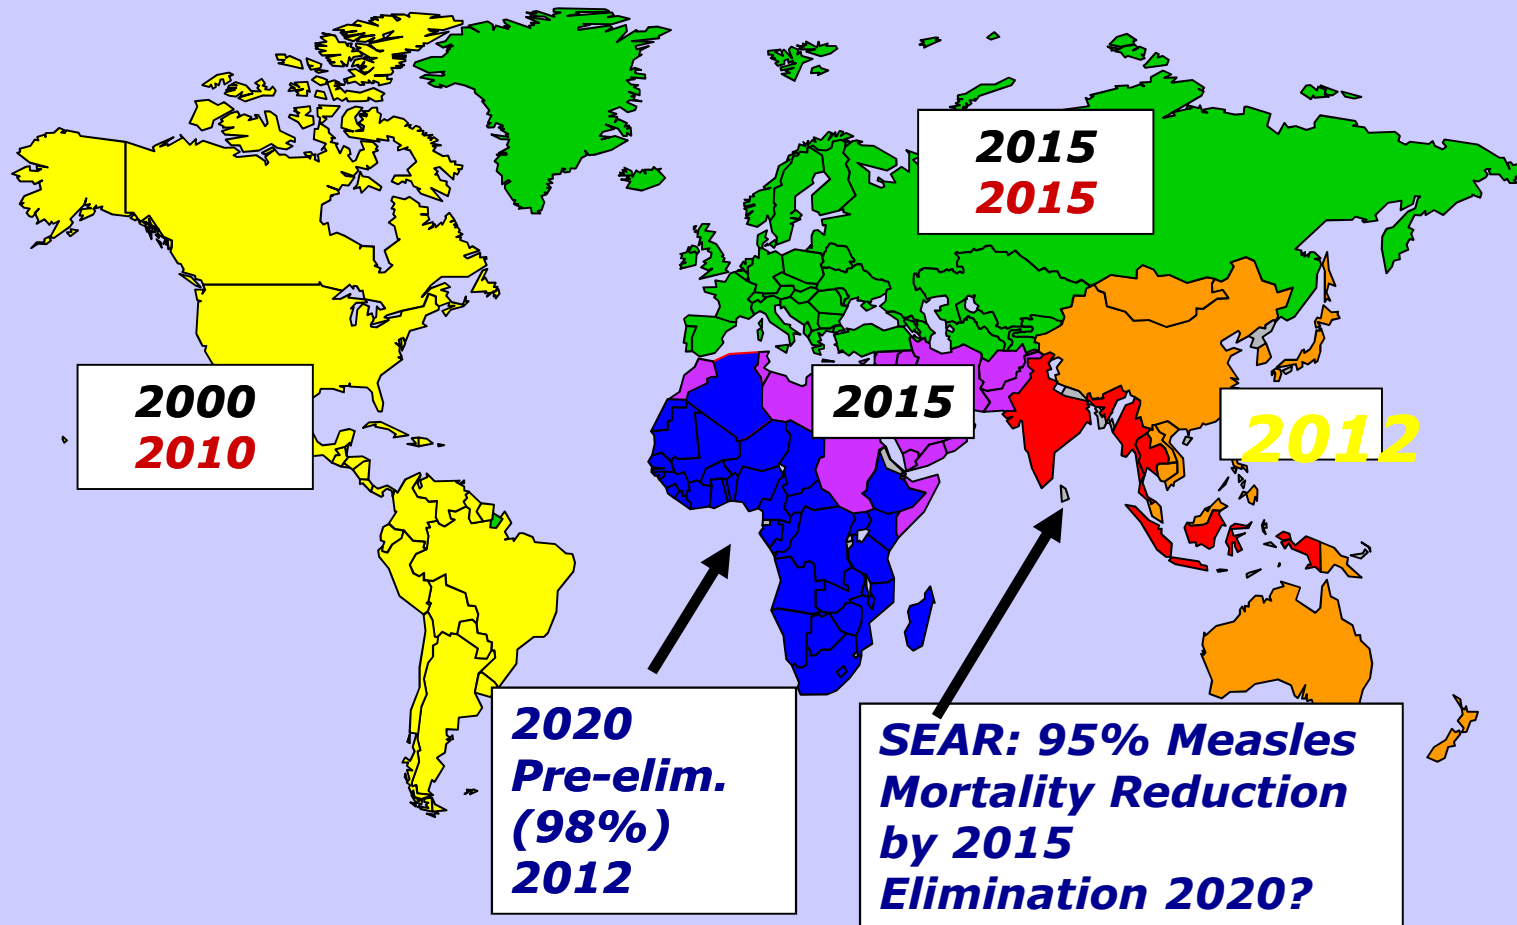 2015
2015
2000
2010
2015
2012
2020
Pre-elim.
(98%)
2012
SEAR: 95% Measles
Mortality Reduction
by 2015
Elimination 2020?